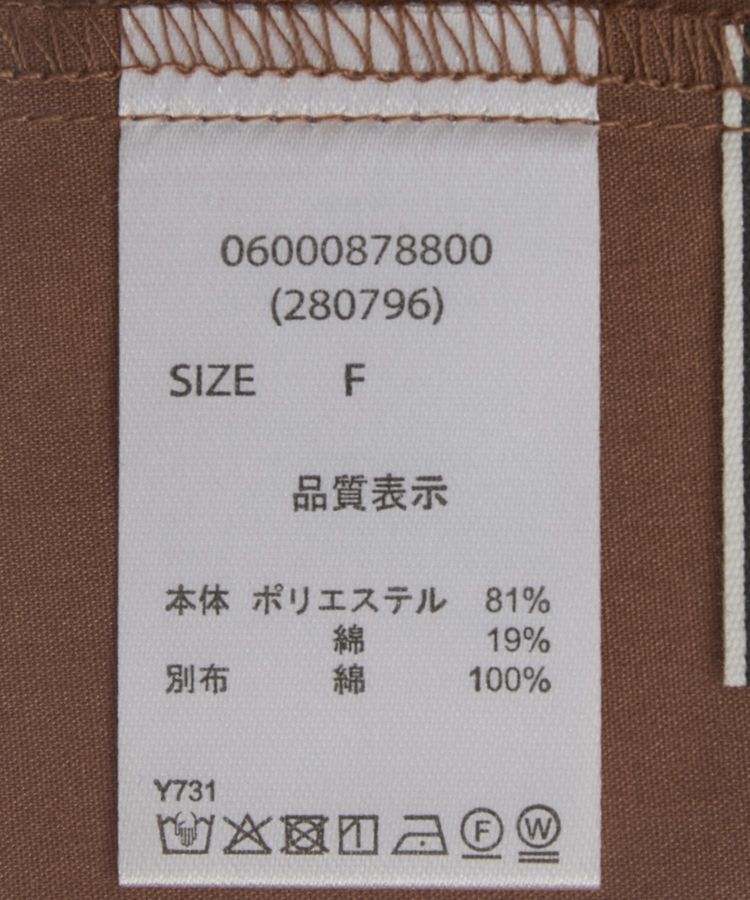 06000878800
(280796)
SIZE F
品質表示
本体 ポリエステル 81%
綿 19%
別布 綿 100%
Y731
F W